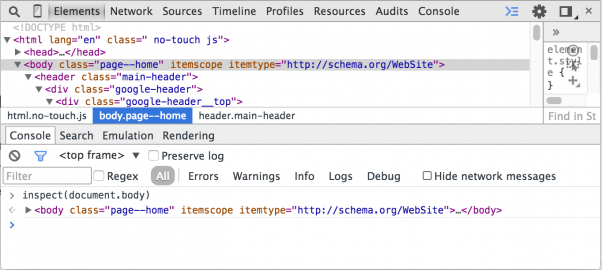 Elements Network Sources Timeline Profiles Resources Audits Console
<!DOCTYPE html>
▼<html lang="en" class=" no-touch js">
▶<head>…</head>
▼<body class="page--home" itemscope itemtype="http://schema.org/WebSite">
▼<header class="main-header">
▼<div class="google-header">
▼<div class="google-header__top">
»
elem
ent.
styl
e {
}
html.no-touch.js body.page--home header.main-header Find in St
Console Search Emulation Rendering
<top frame> ▼ Preserve log
Filter Regex All Errors Warnings Info Logs Debug Hide network messages
> inspect(document.body)
▶<body class="page--home" itemscope itemtype="http://schema.org/WebSite">…</body>
>